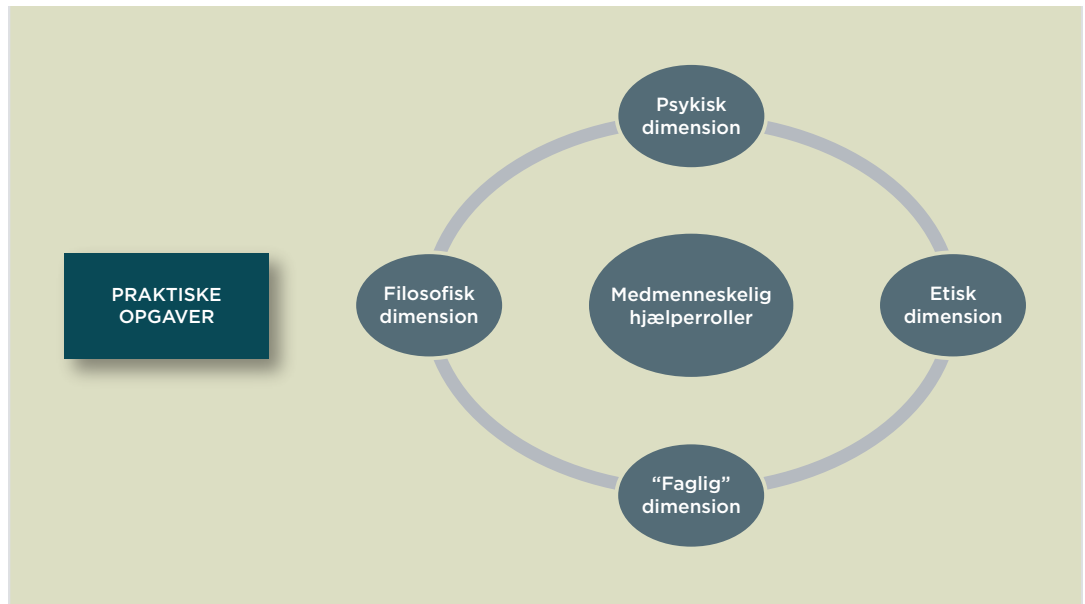 Psykisk
dimension
PRAKTISKE
OPGAVER
Filosofisk
dimension
Medmenneskelig
hjælperroller
Etisk
dimension
“Faglig”
dimension